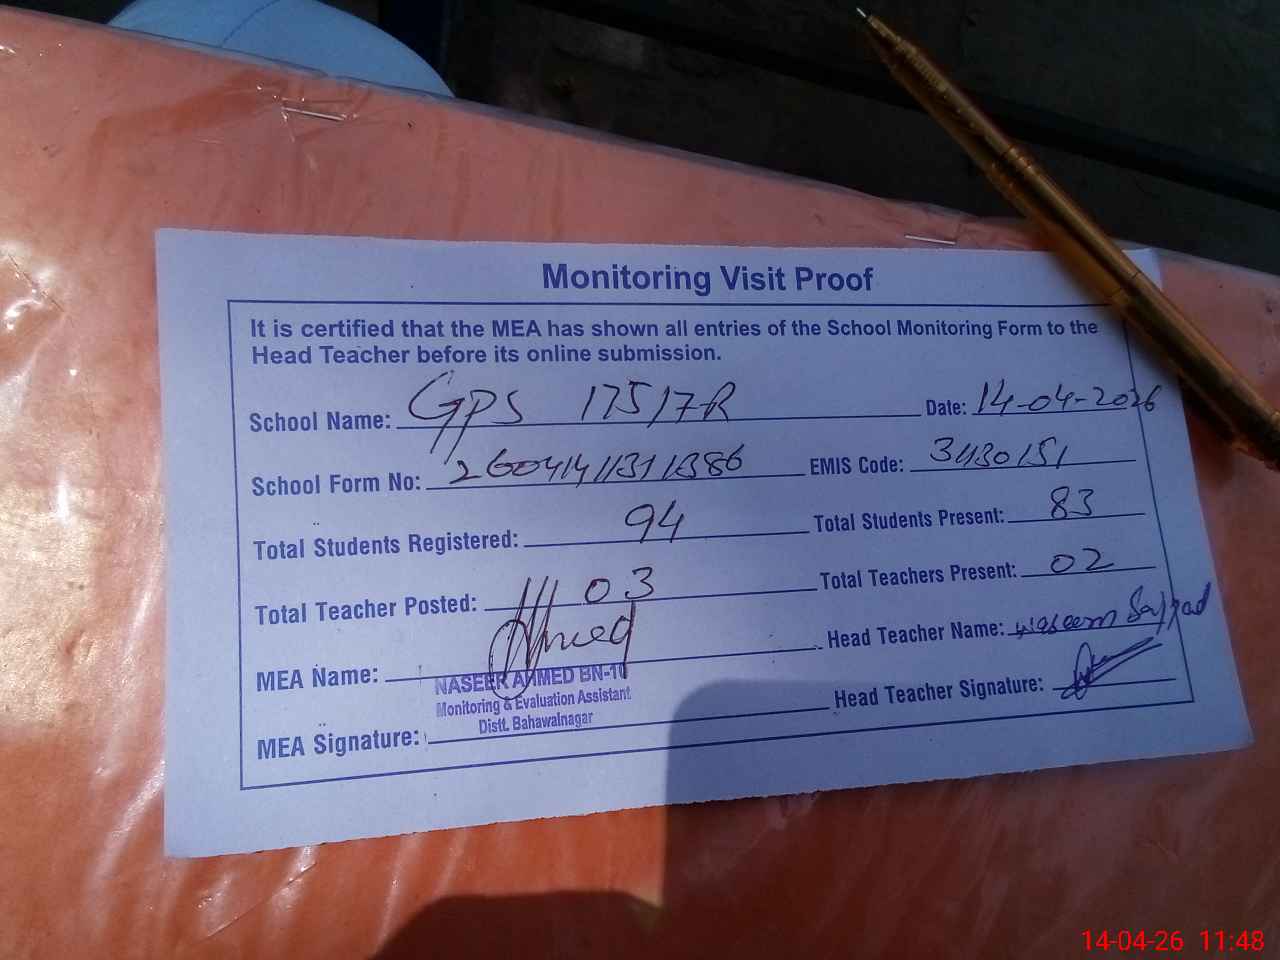 Monitoring Visit Proof
It is certified that the MEA has shown all entries of the School Monitoring Form to the
Head Teacher before its online submission.
School Name: GPS 175/7-R Date: 14-04-2026
School Form No: EMIS Code: 31130151
Total Students Registered: 94 Total Students Present: 83
Total Teacher Posted: 03 Total Teachers Present: 02
MEA Name: Head Teacher Name: Waseem Sajjad
NASEER AHMED BN-10
Monitoring & Evaluation Assistant
Distt. Bahawalnagar
MEA Signature: Head Teacher Signature:
14-04-26 11:48